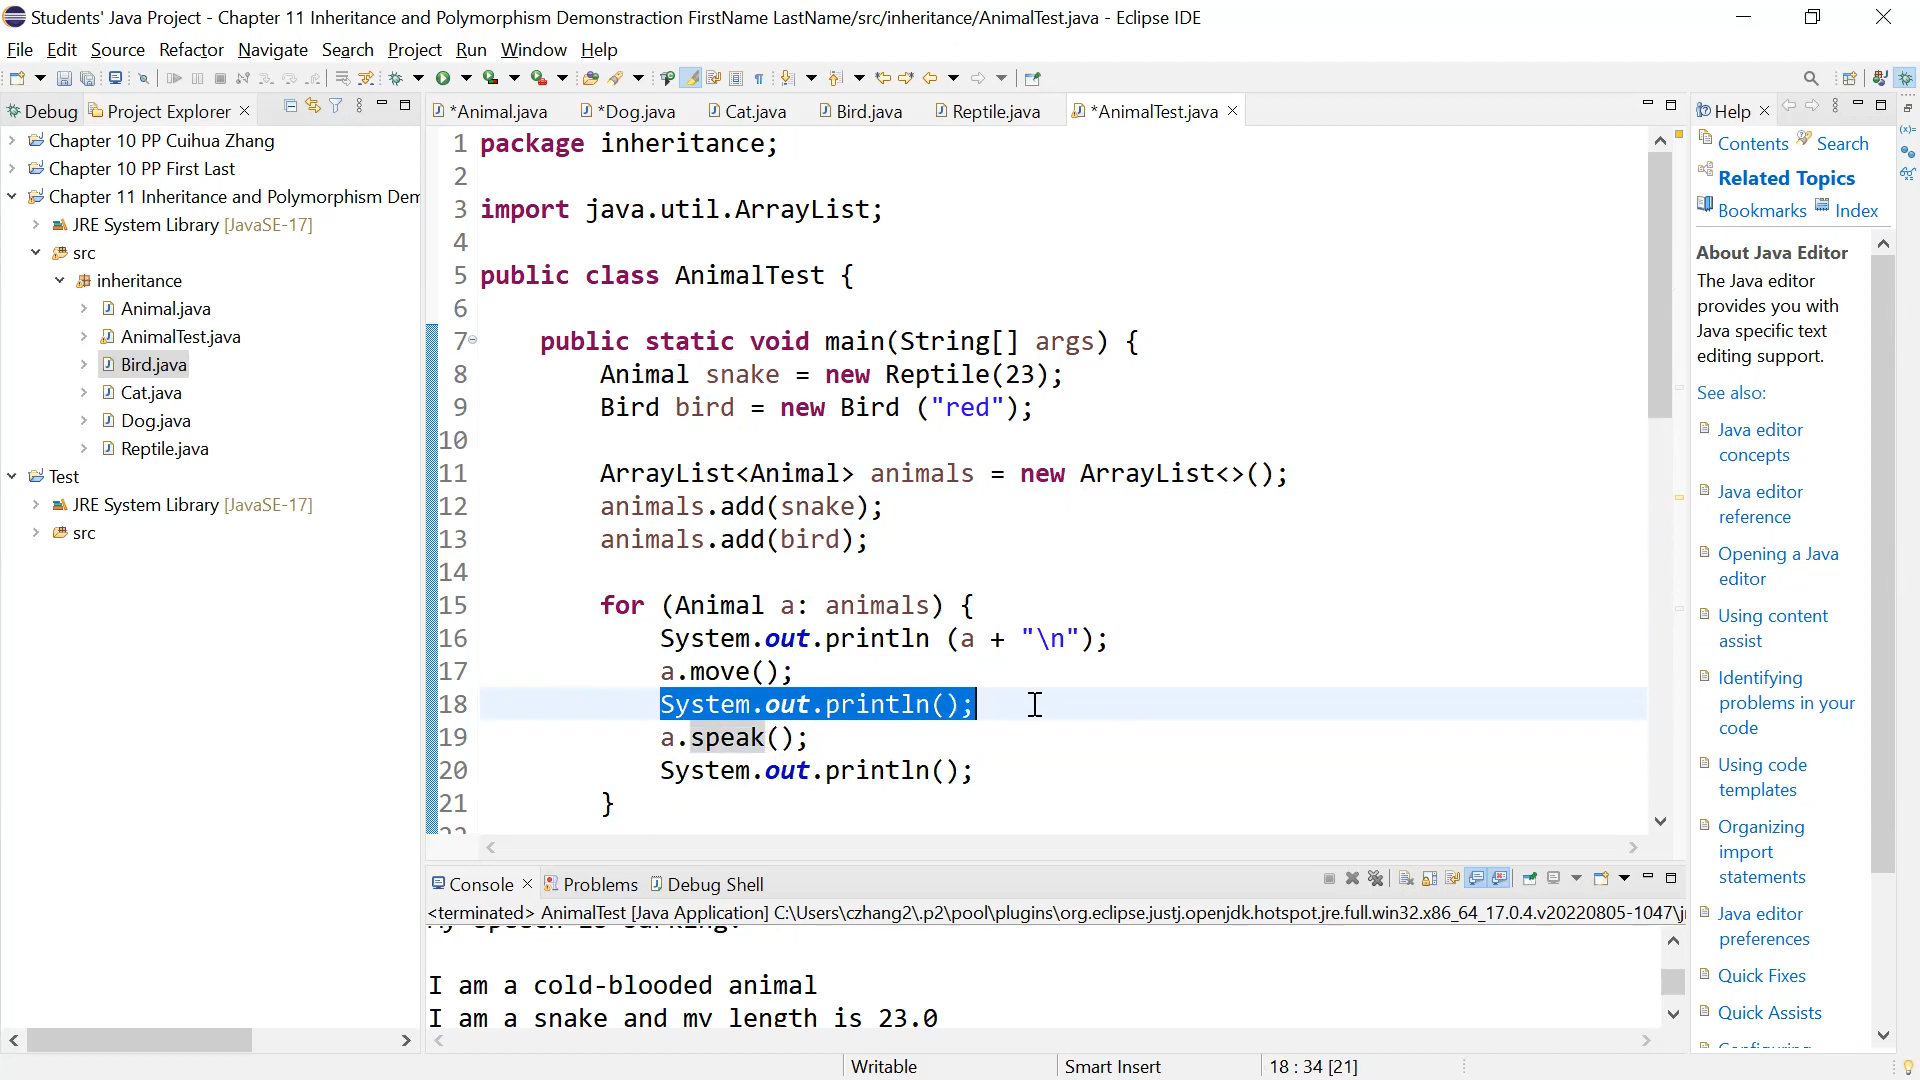 Students' Java Project - Chapter 11 Inheritance and Polymorphism Demonstraction FirstName LastName/src/inheritance/AnimalTest.java - Eclipse IDE
File Edit Source Refactor Navigate Search Project Run Window Help
Debug Project Explorer
Chapter 10 PP Cuihua Zhang
Chapter 10 PP First Last
Chapter 11 Inheritance and Polymorphism Dem
JRE System Library [JavaSE-17]
src
inheritance
Animal.java
AnimalTest.java
Bird.java
Cat.java
Dog.java
Reptile.java
Test
JRE System Library [JavaSE-17]
src
*Animal.java *Dog.java Cat.java Bird.java Reptile.java *AnimalTest.java
1 package inheritance;
2
3 import java.util.ArrayList;
4
5 public class AnimalTest {
6
7 public static void main(String[] args) {
8 Animal snake = new Reptile(23);
9 Bird bird = new Bird ("red");
10
11 ArrayList<Animal> animals = new ArrayList<>();
12 animals.add(snake);
13 animals.add(bird);
14
15 for (Animal a: animals) {
16 System.out.println (a + "\n");
17 a.move();
18 System.out.println();
19 a.speak();
20 System.out.println();
21 }
Console Problems Debug Shell
<terminated> AnimalTest [Java Application] C:\Users\czhang2\.p2\pool\plugins\org.eclipse.justj.openjdk.hotspot.jre.full.win32.x86_64_17.0.4.v20220805-1047\j
I am a cold-blooded animal
I am a snake and my length is 23.0
Help
Contents Search
Related Topics
Bookmarks Index
About Java Editor
The Java editor
provides you with
Java specific text
editing support.
See also:
Java editor
concepts
Java editor
reference
Opening a Java
editor
Using content
assist
Identifying
problems in your
code
Using code
templates
Organizing
import
statements
Java editor
preferences
Quick Fixes
Quick Assists
Writable Smart Insert 18 : 34 [21]